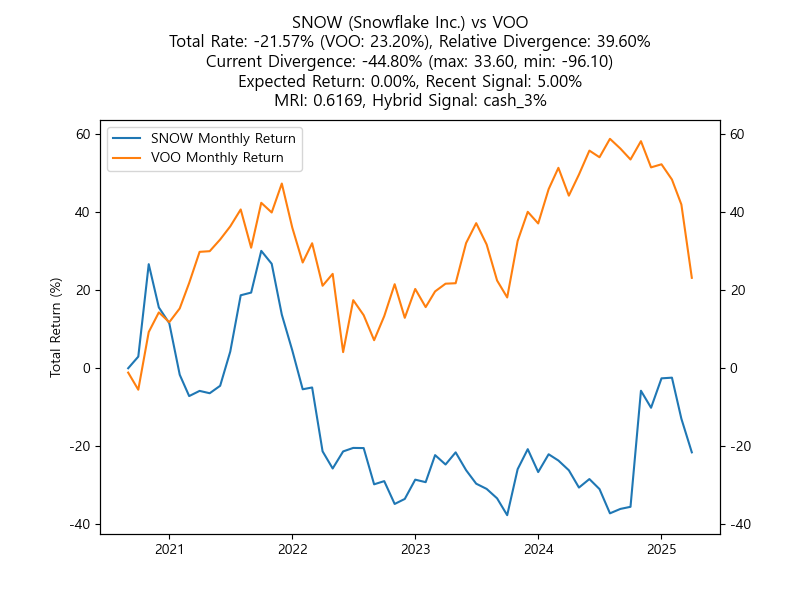 SNOW (Snowflake Inc.) vs VOO
Total Rate: -21.57% (VOO: 23.20%), Relative Divergence: 39.60%
Current Divergence: -44.80% (max: 33.60, min: -96.10)
Expected Return: 0.00%, Recent Signal: 5.00%
MRI: 0.6169, Hybrid Signal: cash_3%
SNOW Monthly Return
VOO Monthly Return
Total Return (%)
60
40
20
0
-20
-40
60
40
20
0
-20
-40
2021 2022 2023 2024 2025